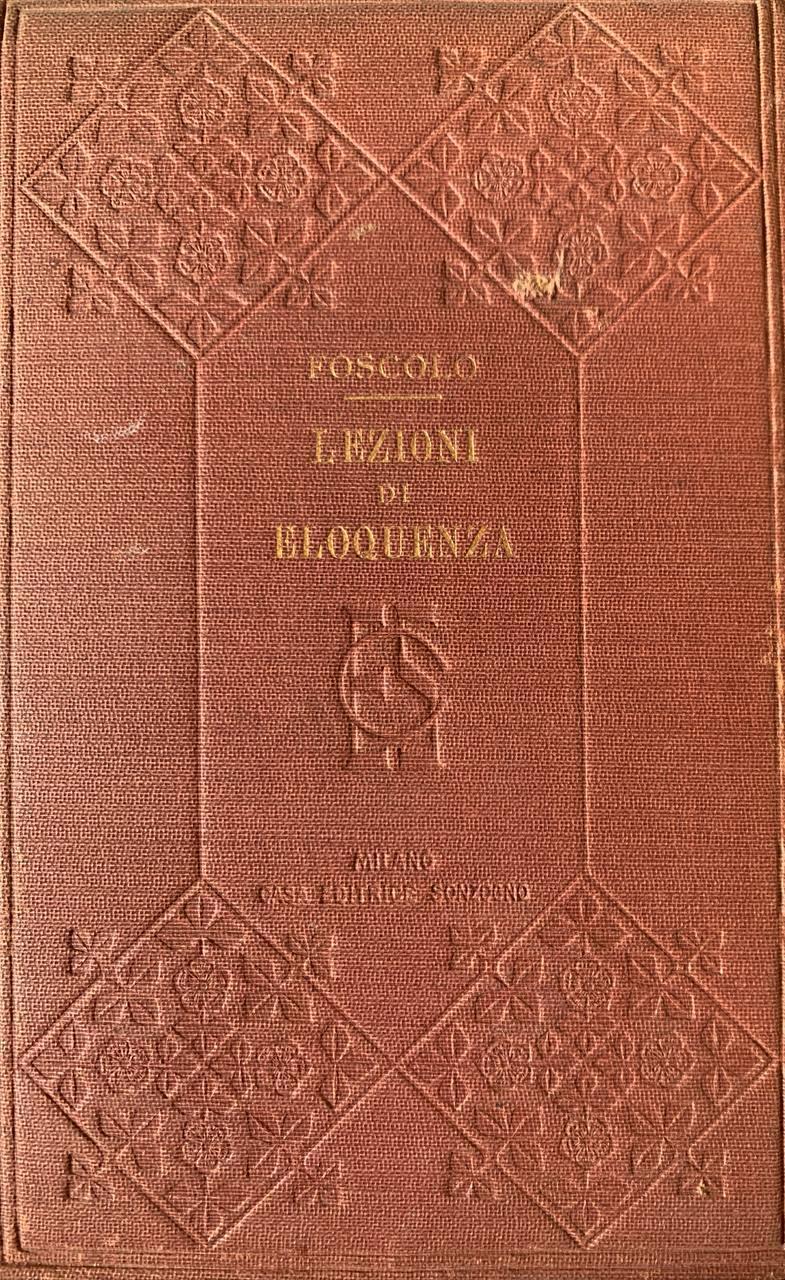 FOSCOLO
LEZIONI
DI
ELOQUENZA
MILANO
CASA EDITRICE SONZOGNO